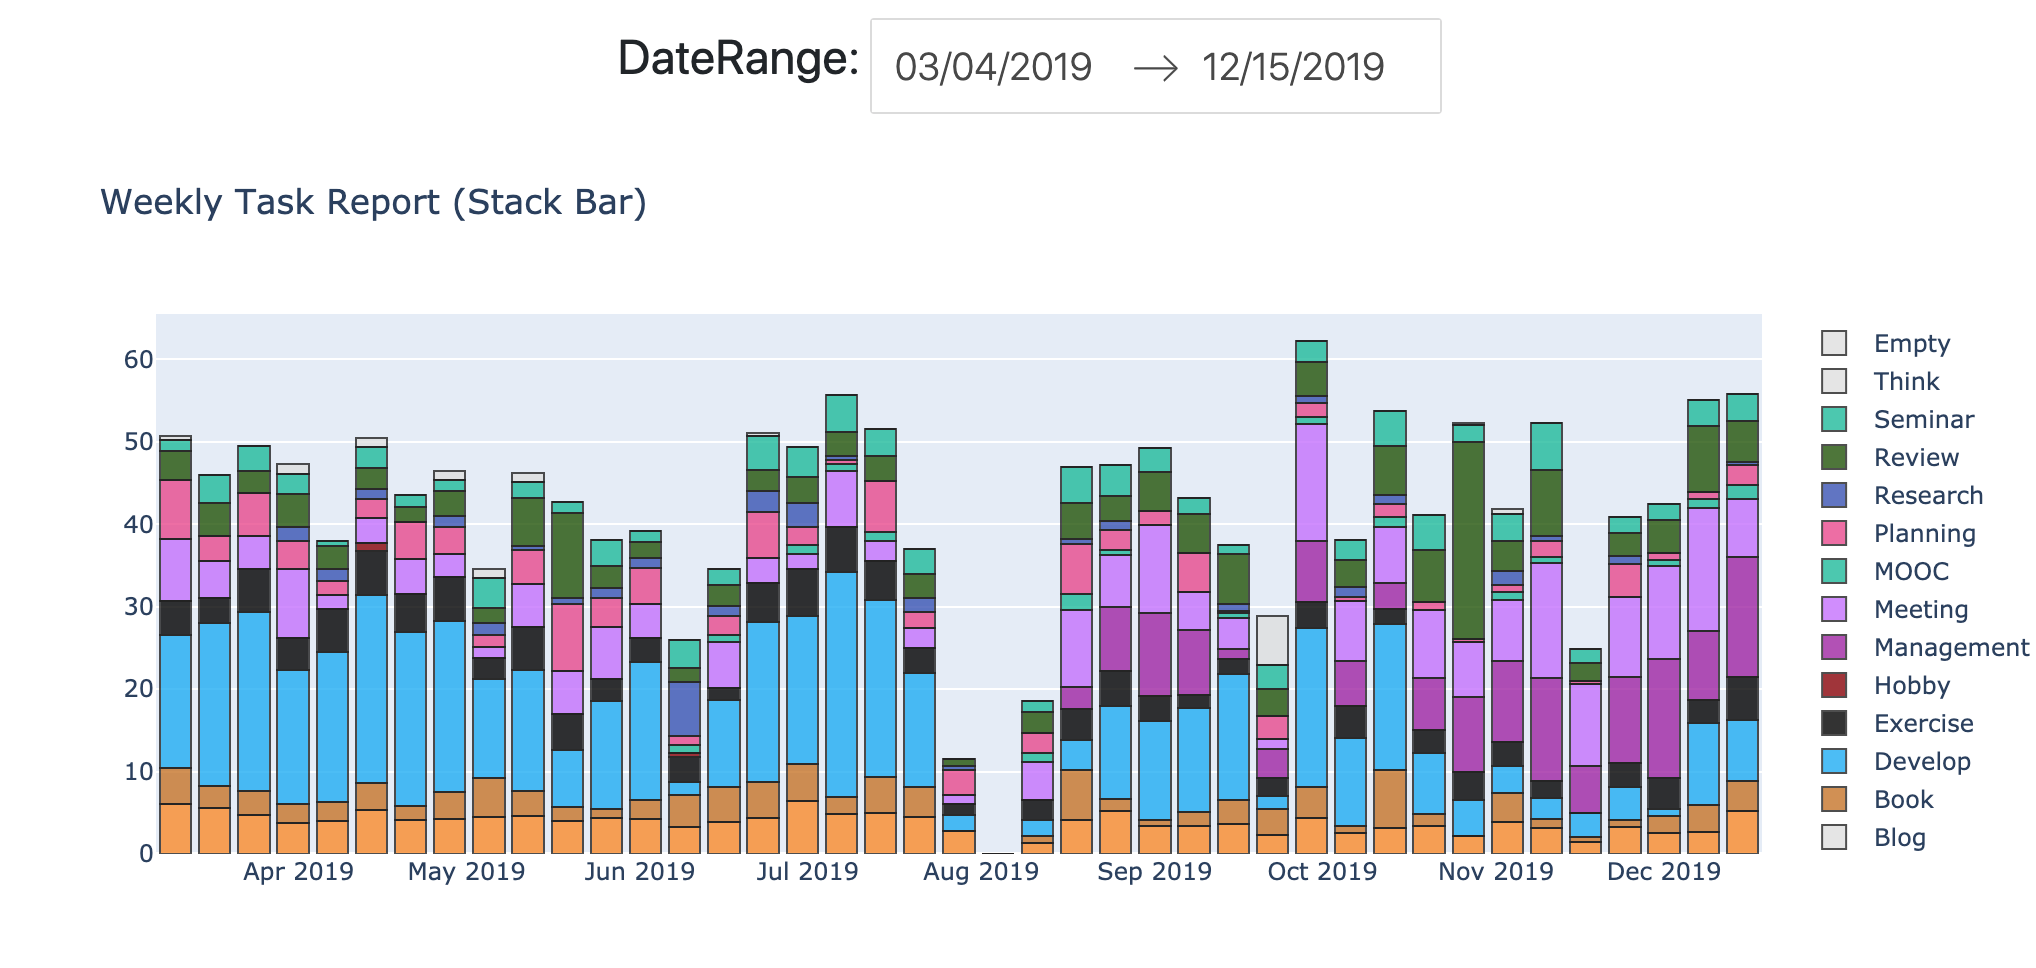 DateRange: 03/04/2019 → 12/15/2019
Weekly Task Report (Stack Bar)
60
50
40
30
20
10
0
Apr 2019 May 2019 Jun 2019 Jul 2019 Aug 2019 Sep 2019 Oct 2019 Nov 2019 Dec 2019
Empty
Think
Seminar
Review
Research
Planning
MOOC
Meeting
Management
Hobby
Exercise
Develop
Book
Blog